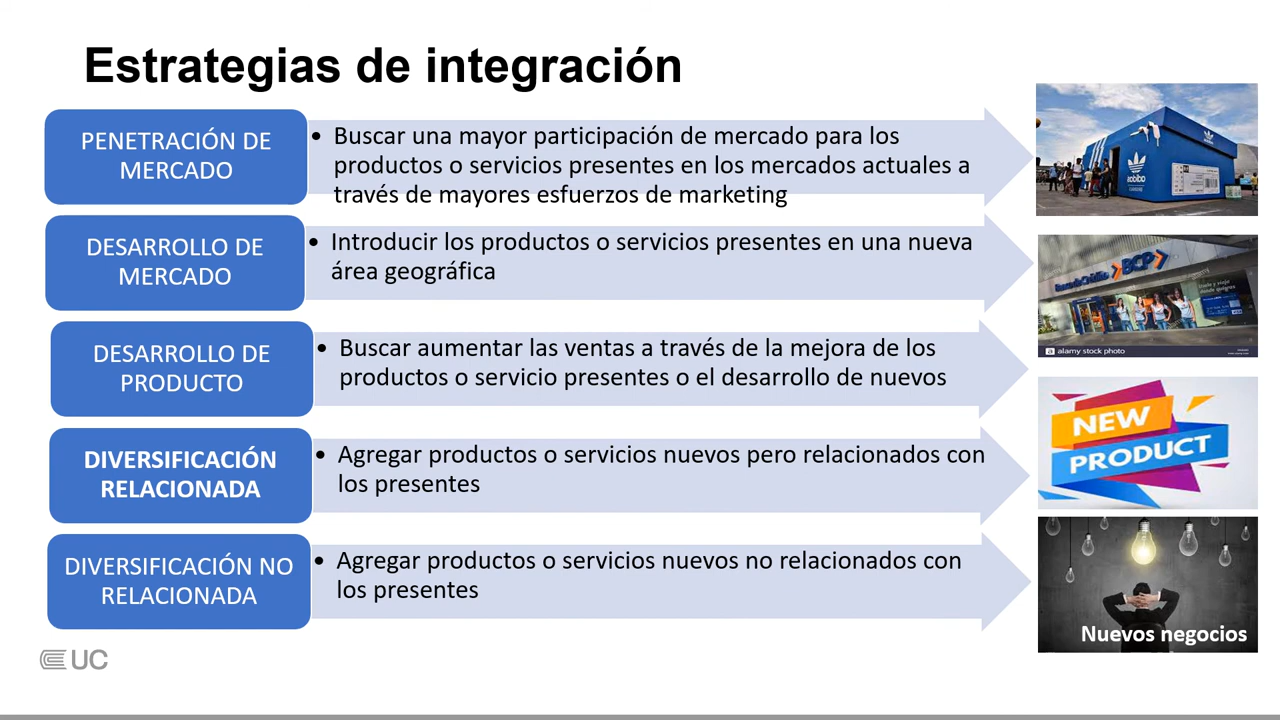 Estrategias de integración
PENETRACIÓN DE
MERCADO
• Buscar una mayor participación de mercado para los
productos o servicios presentes en los mercados actuales a
través de mayores esfuerzos de marketing
DESARROLLO DE
MERCADO
• Introducir los productos o servicios presentes en una nueva
área geográfica
BCP
alamy stock photo
DESARROLLO DE
PRODUCTO
• Buscar aumentar las ventas a través de la mejora de los
productos o servicio presentes o el desarrollo de nuevos
NEW
PRODUCT
DIVERSIFICACIÓN
RELACIONADA
• Agregar productos o servicios nuevos pero relacionados con
los presentes
DIVERSIFICACIÓN NO
RELACIONADA
• Agregar productos o servicios nuevos no relacionados con
los presentes
Nuevos negocios
UC